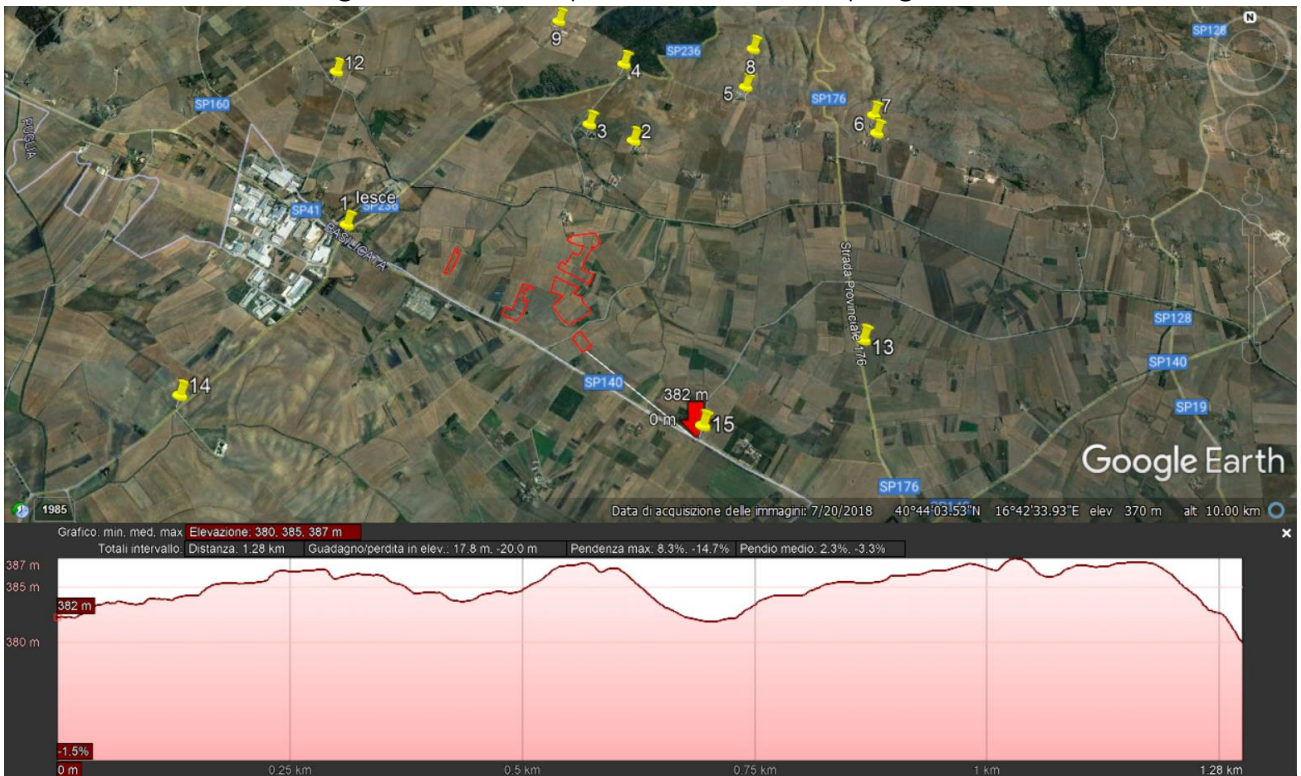 N
SP128
9
SP236
12
4
8
5
SP176
SP160
7
3
2
6
PUGLIA
1
Iesce
SP41
SP236
BASILICATA
Strada Provinciale 176
SP128
13
SP140
SP140
14
382 m
0 m
15
SP19
Google Earth
SP176
1985
Data di acquisizione delle immagini: 7/20/2018 40°44'03.53"N 16°42'33.93"E elev 370 m alt 10.00 km
Grafico: min. med. max Elevazione: 380, 385, 387 m
Totali intervallo: Distanza: 1.28 km Guadagno/perdita in elev.: 17.8 m, -20.0 m Pendenza max: 8.3%, -14.7% Pendio medio: 2.3%, -3.3%
387 m
385 m
382 m
380 m
-1.5%
0 m 0.25 km 0.5 km 0.75 km 1 km 1.28 km